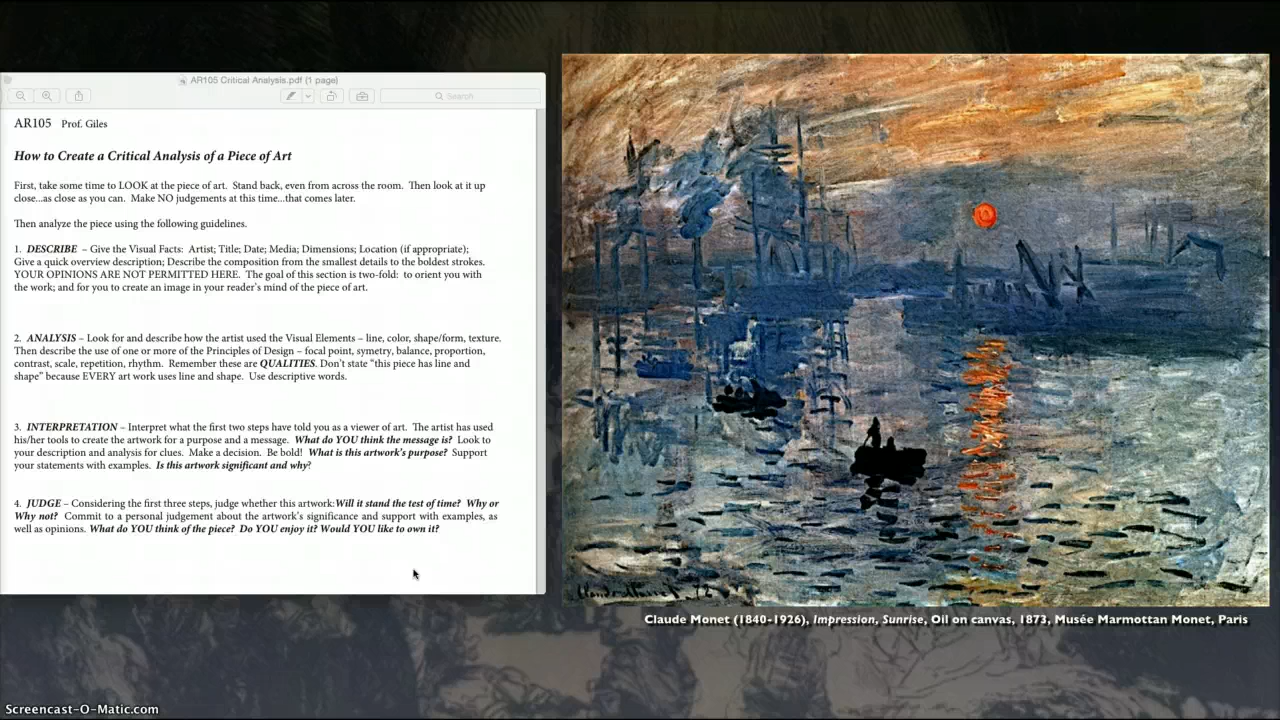 AR105 Critical Analysis.pdf (1 page)
Search
AR105 Prof. Giles
How to Create a Critical Analysis of a Piece of Art
First, take some time to LOOK at the piece of art. Stand back, even from across the room. Then look at it up
close...as close as you can. Make NO judgements at this time...that comes later.
Then analyze the piece using the following guidelines.
1. DESCRIBE – Give the Visual Facts: Artist; Title; Date; Media; Dimensions; Location (if appropriate);
Give a quick overview description; Describe the composition from the smallest details to the boldest strokes.
YOUR OPINIONS ARE NOT PERMITTED HERE. The goal of this section is two-fold: to orient you with
the work; and for you to create an image in your reader's mind of the piece of art.
2. ANALYSIS – Look for and describe how the artist used the Visual Elements – line, color, shape/form, texture.
Then describe the use of one or more of the Principles of Design – focal point, symetry, balance, proportion,
contrast, scale, repetition, rhythm. Remember these are QUALITIES. Don't state "this piece has line and
shape" because EVERY art work uses line and shape. Use descriptive words.
3. INTERPRETATION – Interpret what the first two steps have told you as a viewer of art. The artist has used
his/her tools to create the artwork for a purpose and a message. What do YOU think the message is? Look to
your description and analysis for clues. Make a decision. Be bold! What is this artwork's purpose? Support
your statements with examples. Is this artwork significant and why?
4. JUDGE – Considering the first three steps, judge whether this artwork:Will it stand the test of time? Why or
Why not? Commit to a personal judgement about the artwork's significance and support with examples, as
well as opinions. What do YOU think of the piece? Do YOU enjoy it? Would YOU like to own it?
Claude Monet (1840-1926), Impression, Sunrise, Oil on canvas, 1873, Musée Marmottan Monet, Paris
Screencast-O-Matic.com